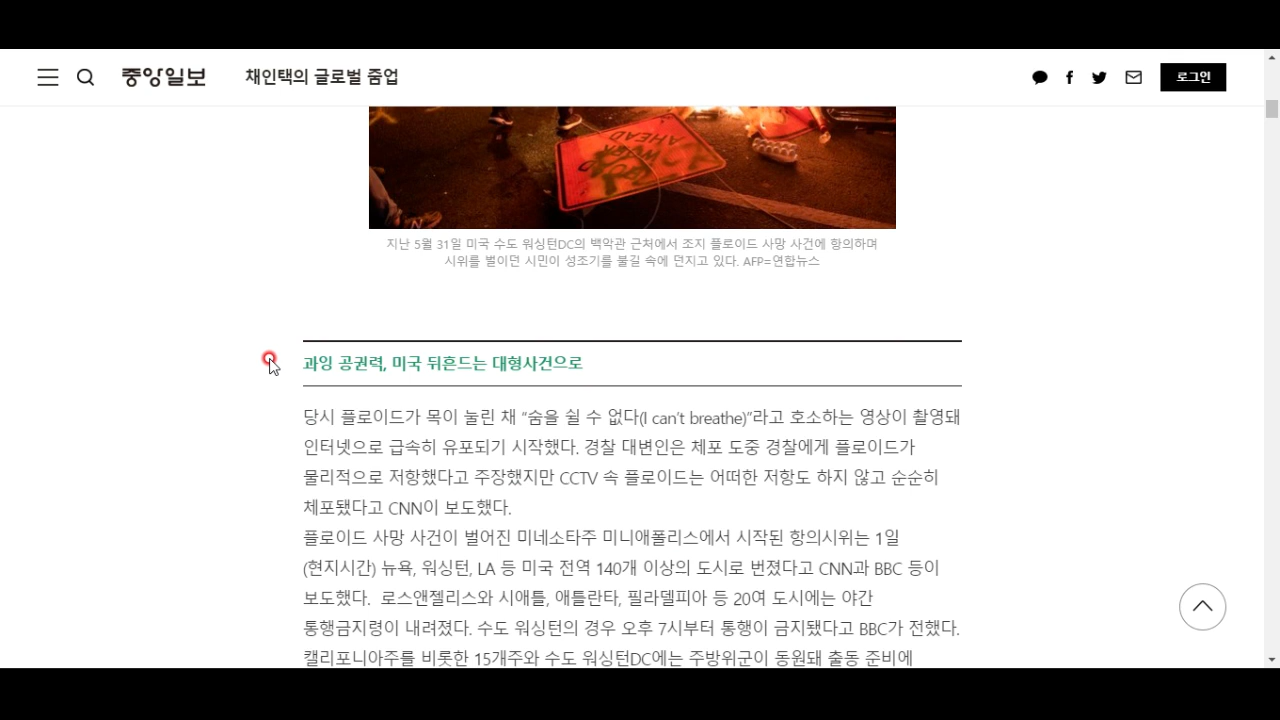 중앙일보
채인택의 글로벌 줌업
로그인
AHEAD
지난 5월 31일 미국 수도 워싱턴DC의 백악관 근처에서 조지 플로이드 사망 사건에 항의하며
시위를 벌이던 시민이 성조기를 불길 속에 던지고 있다. AFP=연합뉴스
과잉 공권력, 미국 뒤흔드는 대형사건으로
당시 플로이드가 목이 눌린 채 “숨을 쉴 수 없다(I can’t breathe)”라고 호소하는 영상이 촬영돼
인터넷으로 급속히 유포되기 시작했다. 경찰 대변인은 체포 도중 경찰에게 플로이드가
물리적으로 저항했다고 주장했지만 CCTV 속 플로이드는 어떠한 저항도 하지 않고 순순히
체포됐다고 CNN이 보도했다.
플로이드 사망 사건이 벌어진 미네소타주 미니애폴리스에서 시작된 항의시위는 1일
(현지시간) 뉴욕, 워싱턴, LA 등 미국 전역 140개 이상의 도시로 번졌다고 CNN과 BBC 등이
보도했다. 로스앤젤리스와 시애틀, 애틀란타, 필라델피아 등 20여 도시에는 야간
통행금지령이 내려졌다. 수도 워싱턴의 경우 오후 7시부터 통행이 금지됐다고 BBC가 전했다.
캘리포니아주를 비롯한 15개주와 수도 워싱턴DC에는 주방위군이 동원돼 출동 준비에